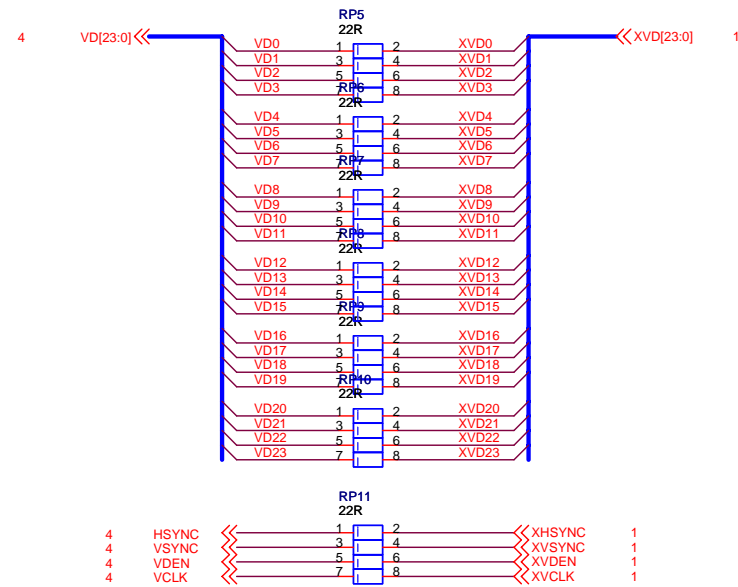 RP5
22R
4 VD[23:0] XVD[23:0] 1
VD0 1 2 XVD0
VD1 3 4 XVD1
VD2 5 6 XVD2
VD3 7 8 XVD3
RP6
22R
VD4 1 2 XVD4
VD5 3 4 XVD5
VD6 5 6 XVD6
VD7 7 8 XVD7
RP7
22R
VD8 1 2 XVD8
VD9 3 4 XVD9
VD10 5 6 XVD10
VD11 7 8 XVD11
RP8
22R
VD12 1 2 XVD12
VD13 3 4 XVD13
VD14 5 6 XVD14
VD15 7 8 XVD15
RP9
22R
VD16 1 2 XVD16
VD17 3 4 XVD17
VD18 5 6 XVD18
VD19 7 8 XVD19
RP10
22R
VD20 1 2 XVD20
VD21 3 4 XVD21
VD22 5 6 XVD22
VD23 7 8 XVD23
RP11
22R
4 HSYNC 1 2 XHSYNC 1
4 VSYNC 3 4 XVSYNC 1
4 VDEN 5 6 XVDEN 1
4 VCLK 7 8 XVCLK 1